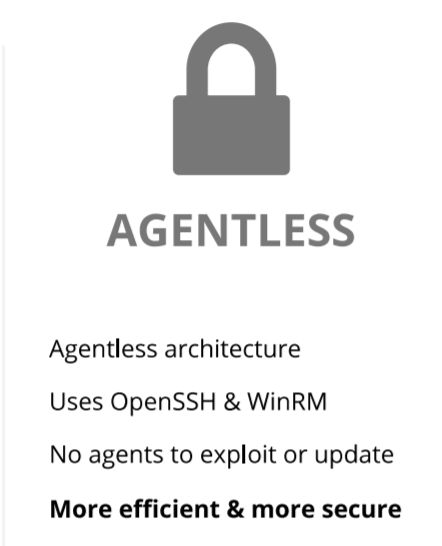 AGENTLESS
Agentless architecture
Uses OpenSSH & WinRM
No agents to exploit or update
More efficient & more secure